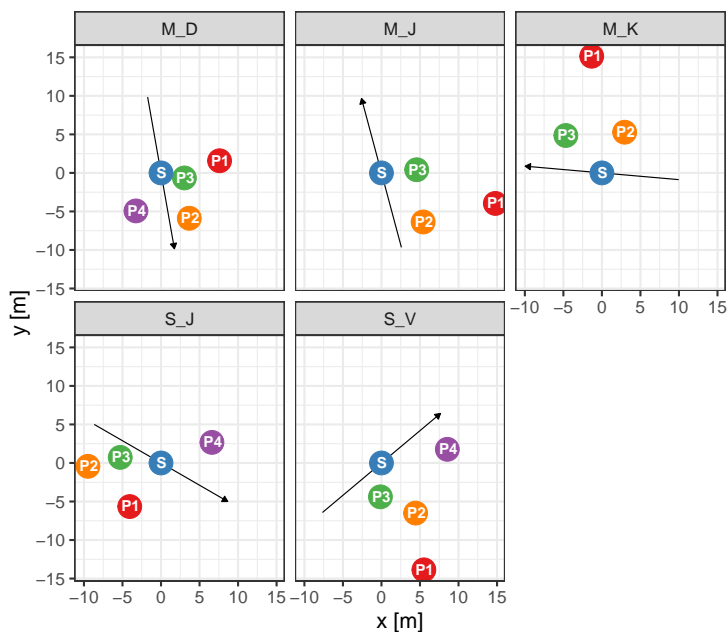 M_D M_J M_K
15 10 5 0 −5 −10 −15
P1 S P3 P4 P2
P3 P1 P2
P1 P3 P2 S
S
−10 −5 0 5 10 15
y [m]
S_J S_V
15 10 5 0 −5 −10 −15
P4 P3 S P2 P1
S P4 P3 P2 P1
−10 −5 0 5 10 15 −10 −5 0 5 10 15
x [m]